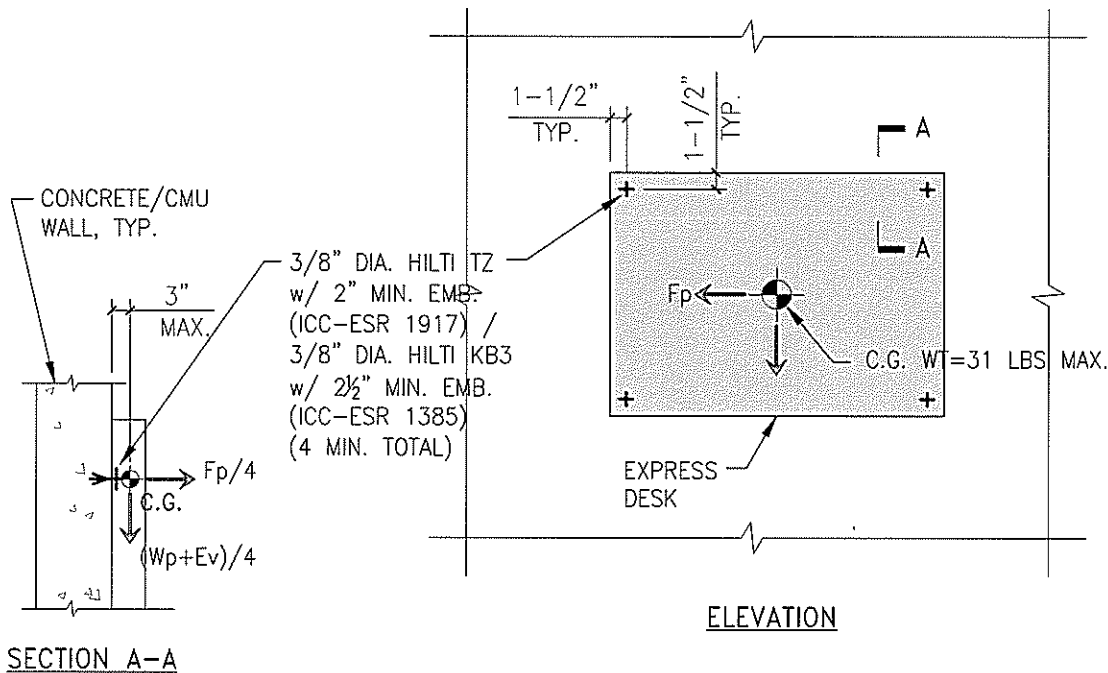 1-1/2"
TYP.
1-1/2"
TYP.
A
A
CONCRETE/CMU
WALL, TYP.
3/8" DIA. HILTI TZ
w/ 2" MIN. EMB.
(ICC-ESR 1917) /
3/8" DIA. HILTI KB3
w/ 2½" MIN. EMB.
(ICC-ESR 1385)
(4 MIN. TOTAL)
3"
MAX.
Fp/4
C.G.
(Wp+Ev)/4
SECTION A-A
Fp
C.G. WT=31 LBS MAX.
EXPRESS
DESK
ELEVATION